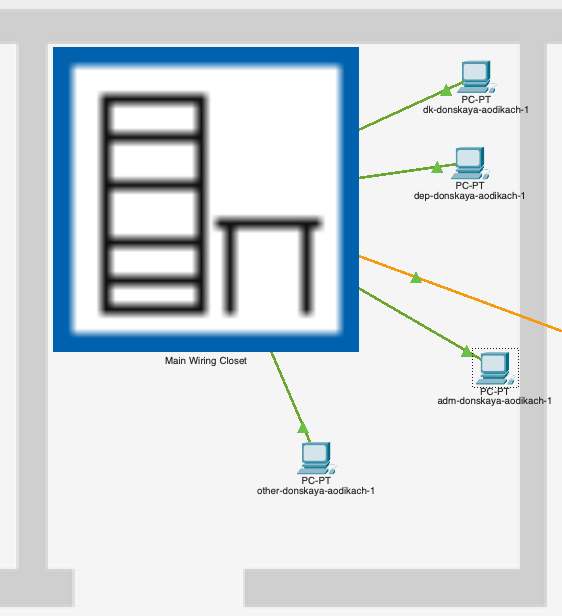 PC-PT
dk-donskaya-aodikach-1
PC-PT
dep-donskaya-aodikach-1
Main Wiring Closet
PC-PT
adm-donskaya-aodikach-1
PC-PT
other-donskaya-aodikach-1